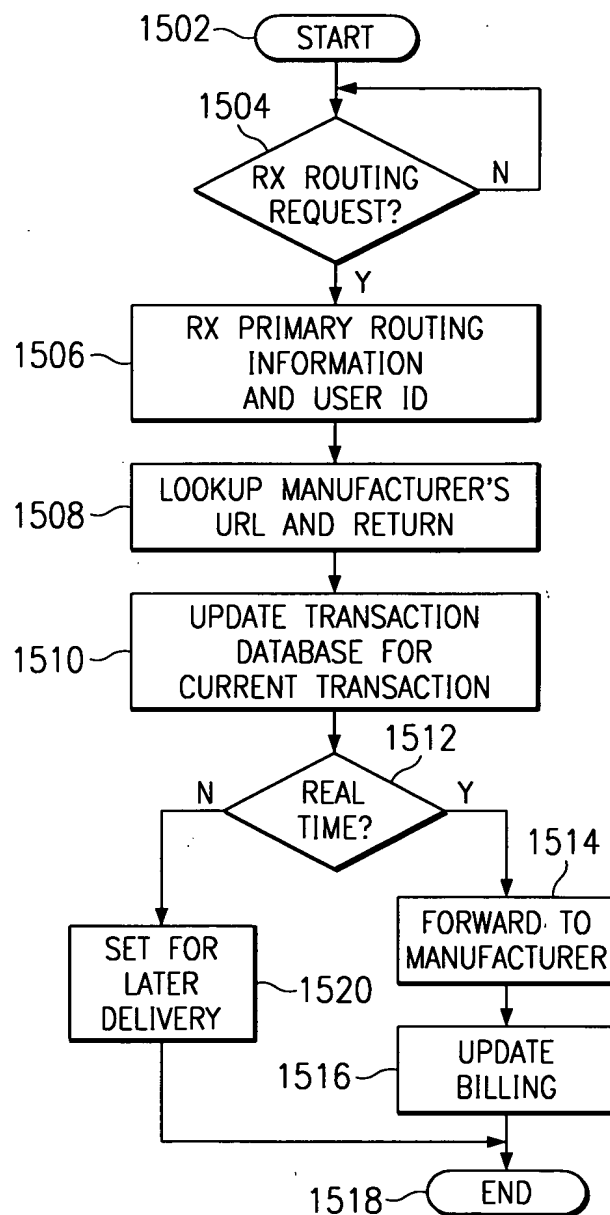 1502
START
1504
RX ROUTING
REQUEST?
N
Y
1506
RX PRIMARY ROUTING
INFORMATION
AND USER ID
1508
LOOKUP MANUFACTURER'S
URL AND RETURN
1510
UPDATE TRANSACTION
DATABASE FOR
CURRENT TRANSACTION
1512
N
REAL
TIME?
Y
1514
SET FOR
LATER
DELIVERY
1520
FORWARD TO
MANUFACTURER
1516
UPDATE
BILLING
1518
END